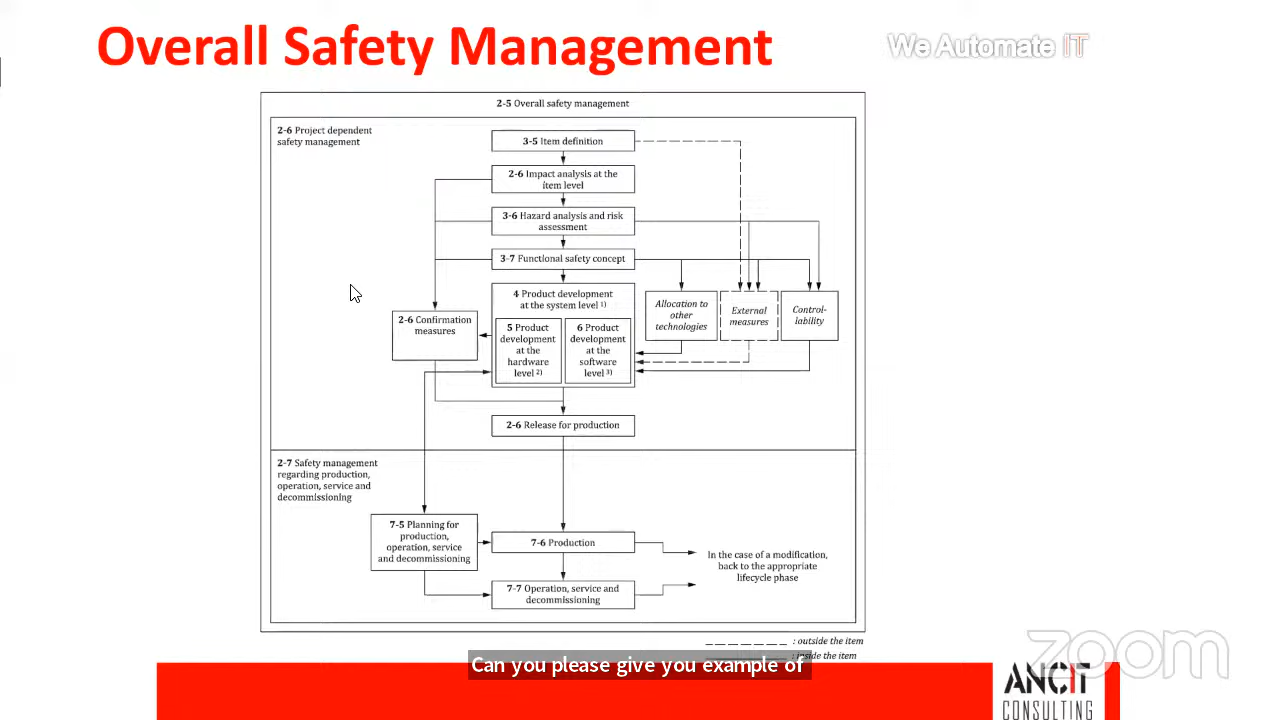 Overall Safety Management
We Automate IT
2-5 Overall safety management
2-6 Project dependent
safety management
3-5 Item definition
2-6 Impact analysis at the
item level
3-6 Hazard analysis and risk
assessment
3-7 Functional safety concept
4 Product development
at the system level 1)
2-6 Confirmation
measures
5 Product
development
at the
hardware
level 2)
6 Product
development
at the
software
level 3)
Allocation to
other
technologies
External
measures
Control-
lability
2-6 Release for production
2-7 Safety management
regarding production,
operation, service and
decommissioning
7-5 Planning for
production,
operation, service
and decommissioning
7-6 Production
7-7 Operation, service and
decommissioning
In the case of a modification,
back to the appropriate
lifecycle phase
: outside the item
: inside the item
Can you please give you example of
zoom
ANCIT
CONSULTING